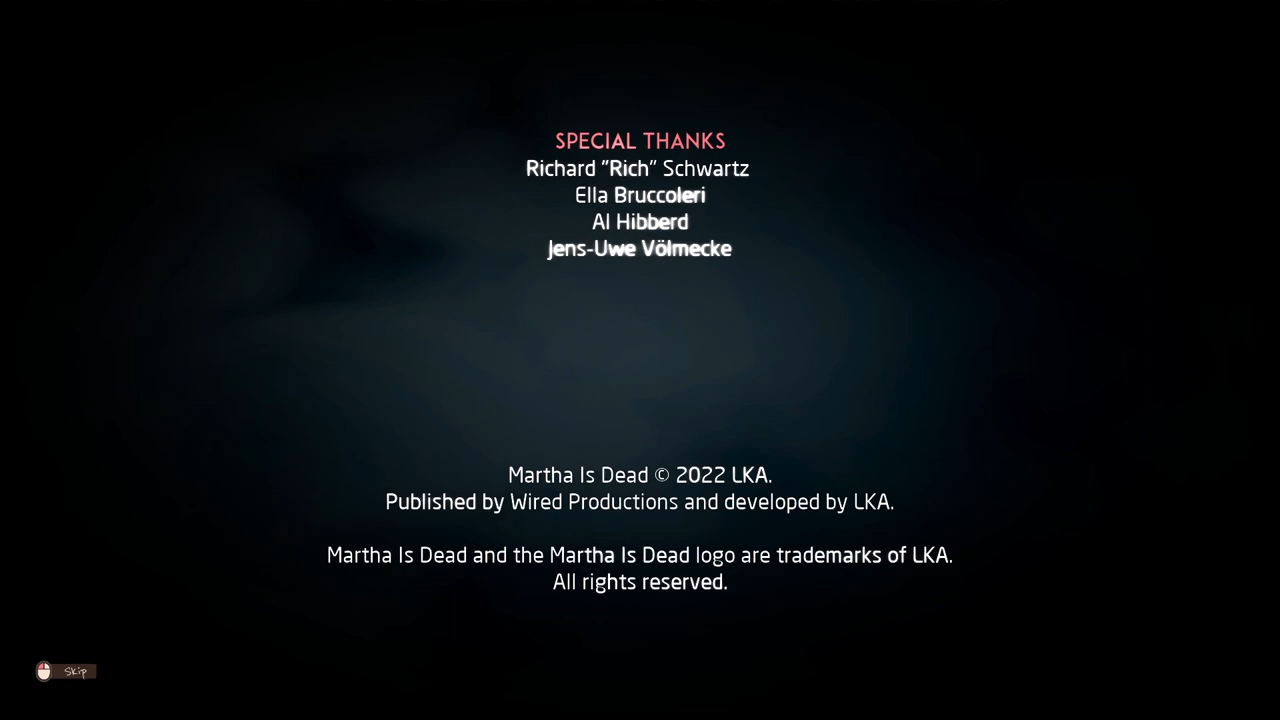 SPECIAL THANKS
Richard "Rich" Schwartz
Ella Bruccoleri
Al Hibberd
Jens-Uwe Völmecke
Martha Is Dead © 2022 LKA.
Published by Wired Productions and developed by LKA.
Martha Is Dead and the Martha Is Dead logo are trademarks of LKA.
All rights reserved.
Skip